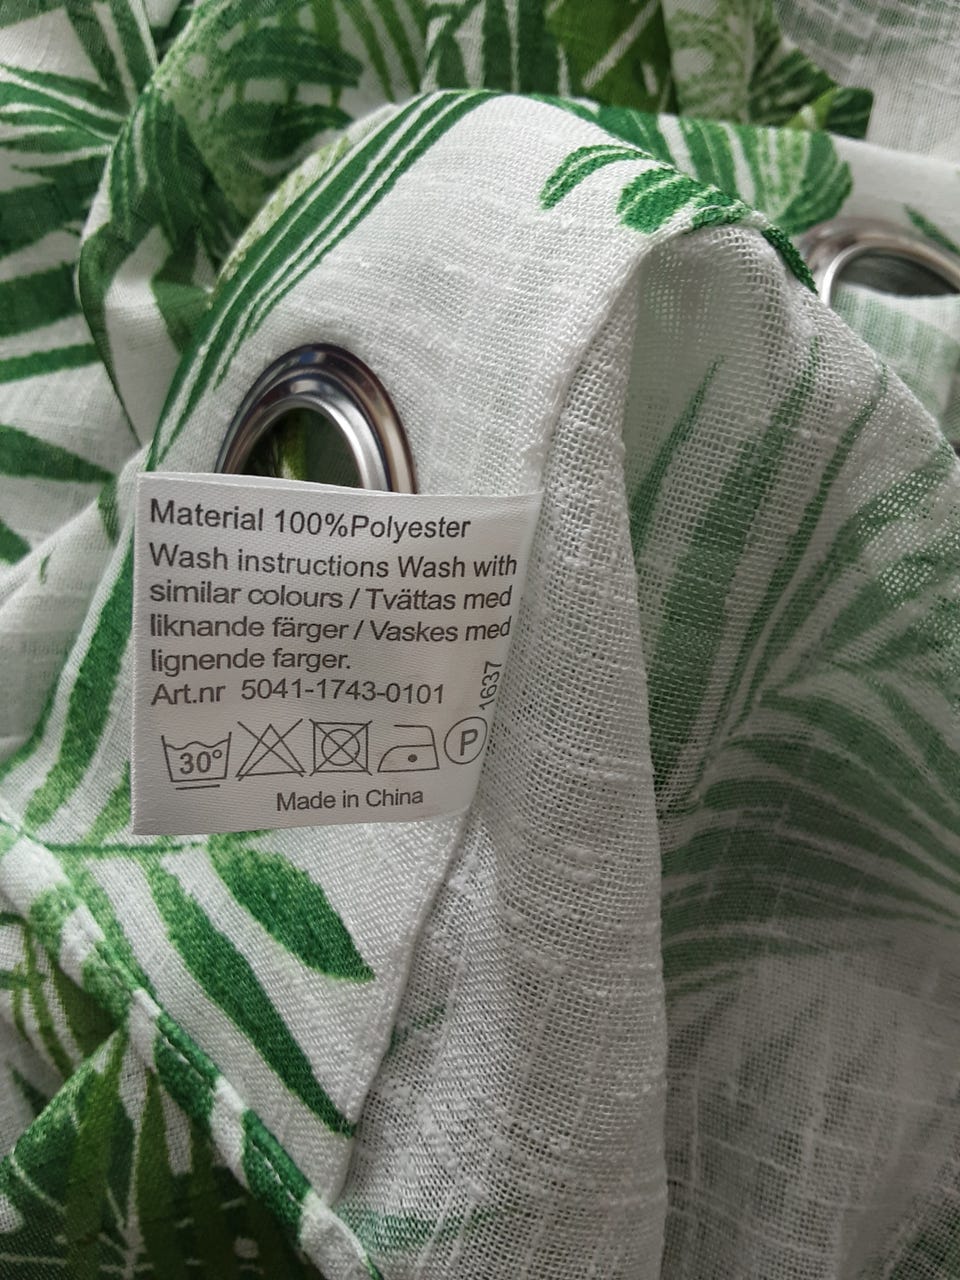 Material 100%Polyester
Wash instructions Wash with
similar colours / Tvättas med
liknande färger / Vaskes med
lignende farger.
Art.nr 5041-1743-0101
1637
30°
P
Made in China